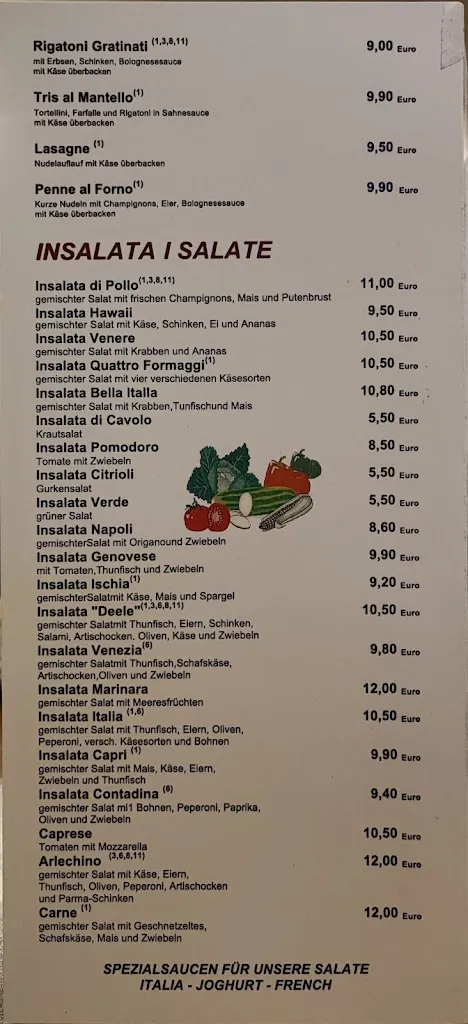 Rigatoni Gratinati (1,3,8,11) 9,00 Euro
mit Erbsen, Schinken, Bolognesesauce
mit Käse überbacken
Tris al Mantello(1) 9,90 Euro
Tortellini, Farfalle und Rigatoni in Sahnesauce
mit Käse überbacken
Lasagne (1) 9,50 Euro
Nudelauflauf mit Käse überbacken
Penne al Forno(1) 9,90 Euro
Kurze Nudeln mit Champignons, Eier, Bolognesesauce
mit Käse überbacken
INSALATA I SALATE
Insalata di Pollo(1,3,8,11) 11,00 Euro
gemischter Salat mit frischen Champignons, Mais und Putenbrust
Insalata Hawaii 9,50 Euro
gemischter Salat mit Käse, Schinken, Ei und Ananas
Insalata Venere 10,50 Euro
gemischter Salat mit Krabben und Ananas
Insalata Quattro Formaggi(1) 10,50 Euro
gemischter Salat mit vier verschiedenen Käsesorten
Insalata Bella Italia 10,80 Euro
gemischter Salat mit Krabben,Tunfischund Mais
Insalata di Cavolo 5,50 Euro
Krautsalat
Insalata Pomodoro 8,50 Euro
Tomate mit Zwiebeln
Insalata Citrioli 5,50 Euro
Gurkensalat
Insalata Verde 5,50 Euro
grüner Salat
Insalata Napoli 8,60 Euro
gemischterSalat mit Origanound Zwiebeln
Insalata Genovese 9,90 Euro
mit Tomaten,Thunfisch und Zwiebeln
Insalata Ischia(1) 9,20 Euro
gemischterSalatmit Käse, Mais und Spargel
Insalata "Deele"(1,3,6,8,11) 10,50 Euro
gemischter Salatmit Thunfisch, Eiern, Schinken,
Salami, Artischocken. Oliven, Käse und Zwiebeln
Insalata Venezia(6) 9,80 Euro
gemischter Salatmit Thunfisch,Schafskäse,
Artischocken,Oliven und Zwiebeln
Insalata Marinara 12,00 Euro
gemischter Salat mit Meeresfrüchten
Insalata Italia (1,6) 10,50 Euro
gemischter Salat mit Thunfisch, Eiern, Oliven,
Peperoni, versch. Käsesorten und Bohnen
Insalata Capri (1) 9,90 Euro
gemischter Salat mit Mais, Käse, Eiern,
Zwiebeln und Thunfisch
Insalata Contadina (6) 9,40 Euro
gemischter Salat mi1 Bohnen, Peperoni, Paprika,
Oliven und Zwiebeln
Caprese 10,50 Euro
Tomaten mit Mozzarella
Arlechino (3,6,8,11) 12,00 Euro
gemischter Salat mit Käse, Eiern,
Thunfisch, Oliven, Peperoni, Artischocken
und Parma-Schinken
Carne (1) 12,00 Euro
gemischter Salat mit Geschnetzeltes,
Schafskäse, Mais und Zwiebeln
SPEZIALSAUCEN FÜR UNSERE SALATE
ITALIA - JOGHURT - FRENCH